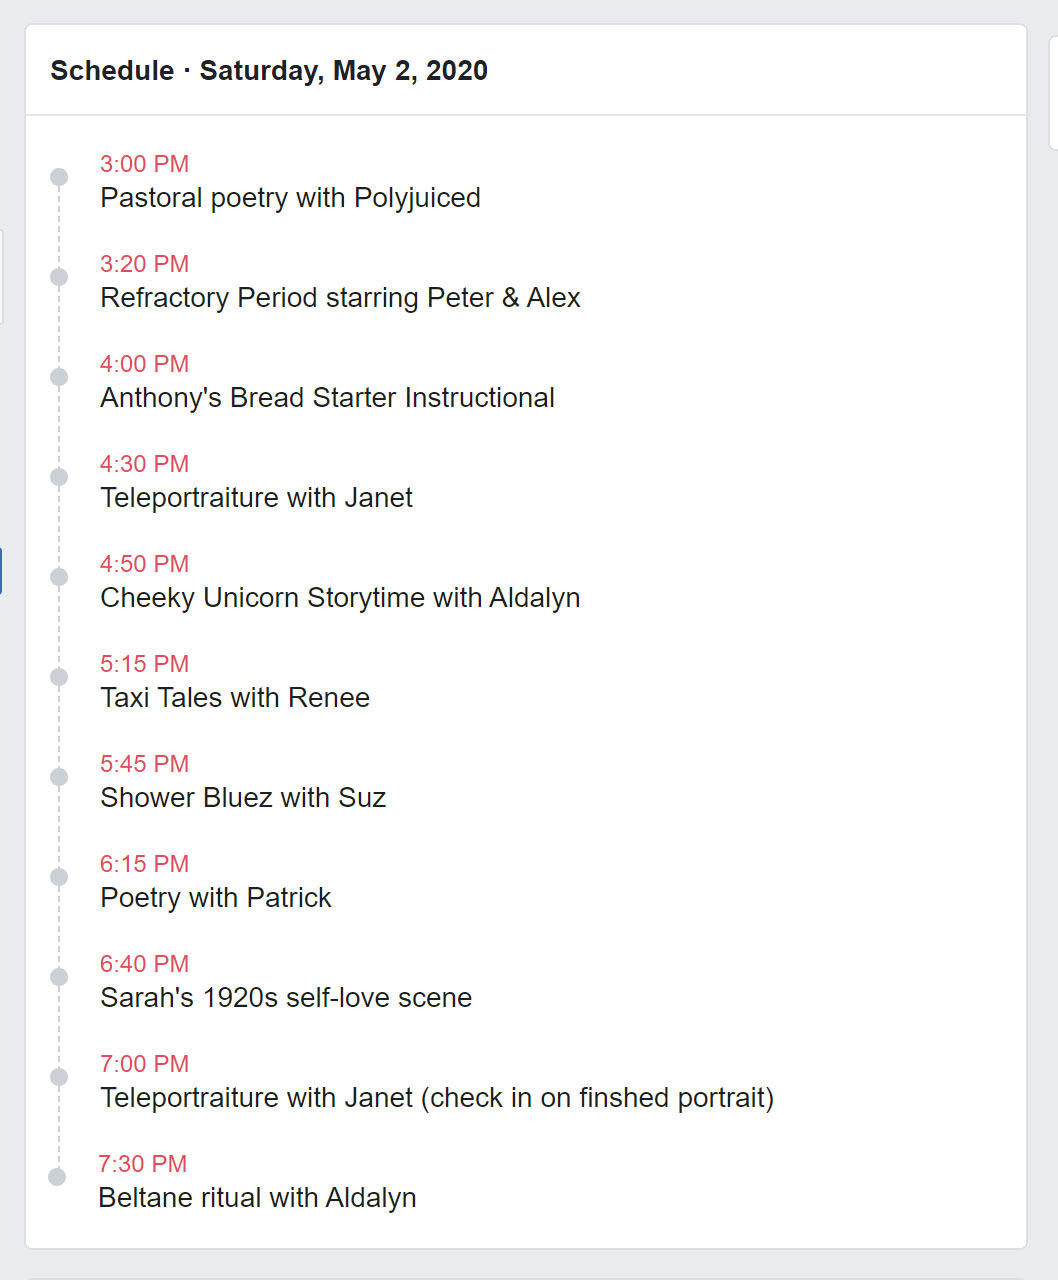 Schedule · Saturday, May 2, 2020
3:00 PM
Pastoral poetry with Polyjuiced
3:20 PM
Refractory Period starring Peter & Alex
4:00 PM
Anthony's Bread Starter Instructional
4:30 PM
Teleportraiture with Janet
4:50 PM
Cheeky Unicorn Storytime with Aldalyn
5:15 PM
Taxi Tales with Renee
5:45 PM
Shower Bluez with Suz
6:15 PM
Poetry with Patrick
6:40 PM
Sarah's 1920s self-love scene
7:00 PM
Teleportraiture with Janet (check in on finshed portrait)
7:30 PM
Beltane ritual with Aldalyn